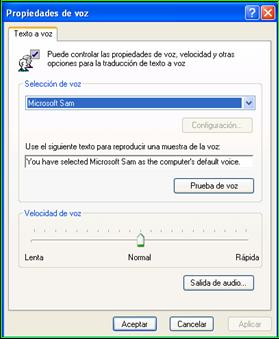 Propiedades de voz
Texto a voz
Puede controlar las propiedades de voz, velocidad y otras
opciones para la traducción de texto a voz
Selección de voz
Microsoft Sam
Configuración...
Use el siguiente texto para reproducir una muestra de la voz:
You have selected Microsoft Sam as the computer's default voice.
Prueba de voz
Velocidad de voz
Lenta Normal Rápida
Salida de audio...
Aceptar Cancelar Aplicar